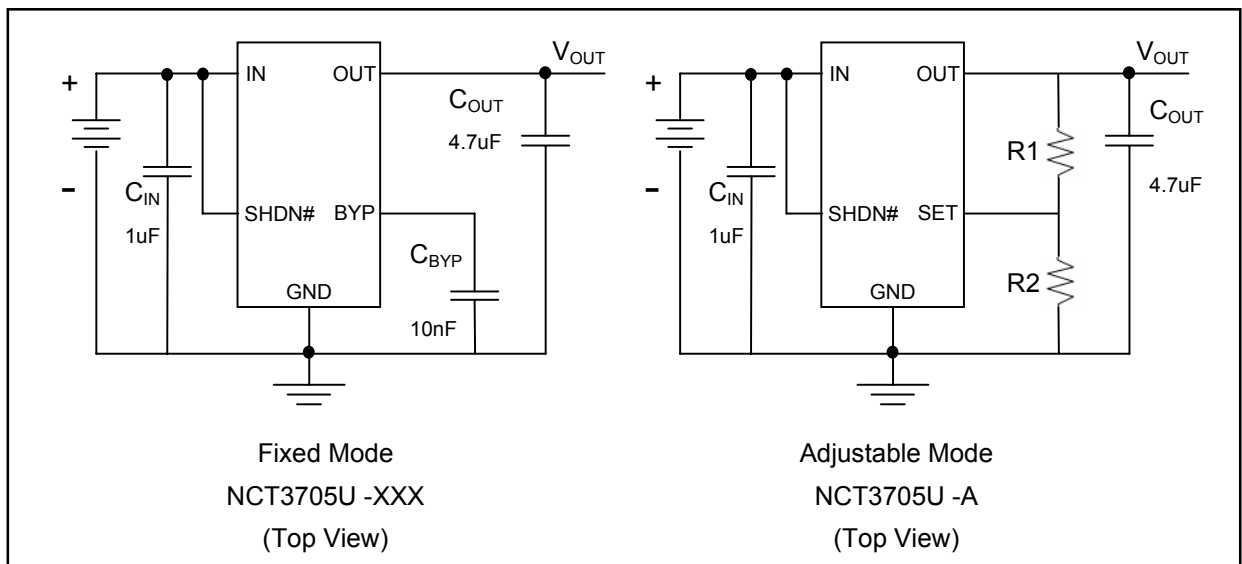 +
-
IN
OUT
SHDN#
BYP
GND
C_IN
1uF
C_OUT
4.7uF
C_BYP
10nF
V_OUT
Fixed Mode
NCT3705U -XXX
(Top View)
+
-
IN
OUT
SHDN#
SET
GND
C_IN
1uF
R1
R2
V_OUT
C_OUT
4.7uF
Adjustable Mode
NCT3705U -A
(Top View)